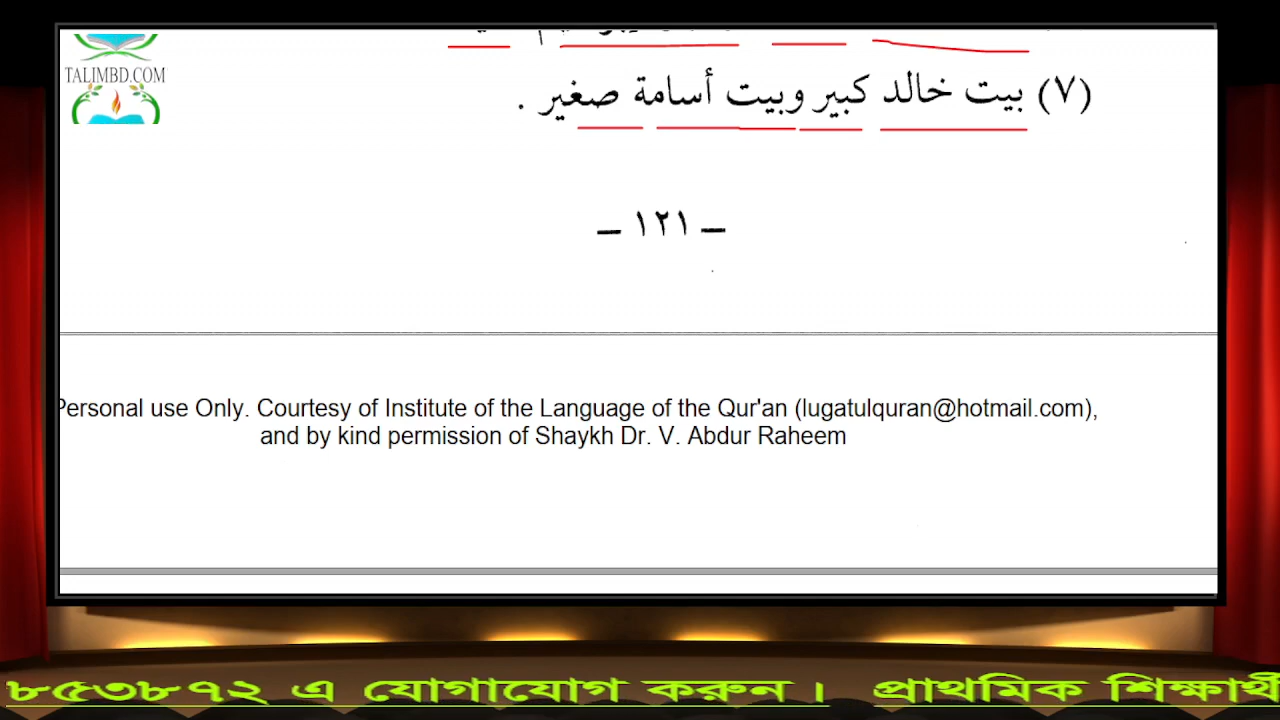 TALIMBD.COM
(٧) بيت خالد كبير وبيت أسامة صغير .
– ١٢١ –
Personal use Only. Courtesy of Institute of the Language of the Qur'an (lugatulquran@hotmail.com),
and by kind permission of Shaykh Dr. V. Abdur Raheem
৮৫৩৮৭২ এ যোগাযোগ করুন । প্রাথমিক শিক্ষার্থী